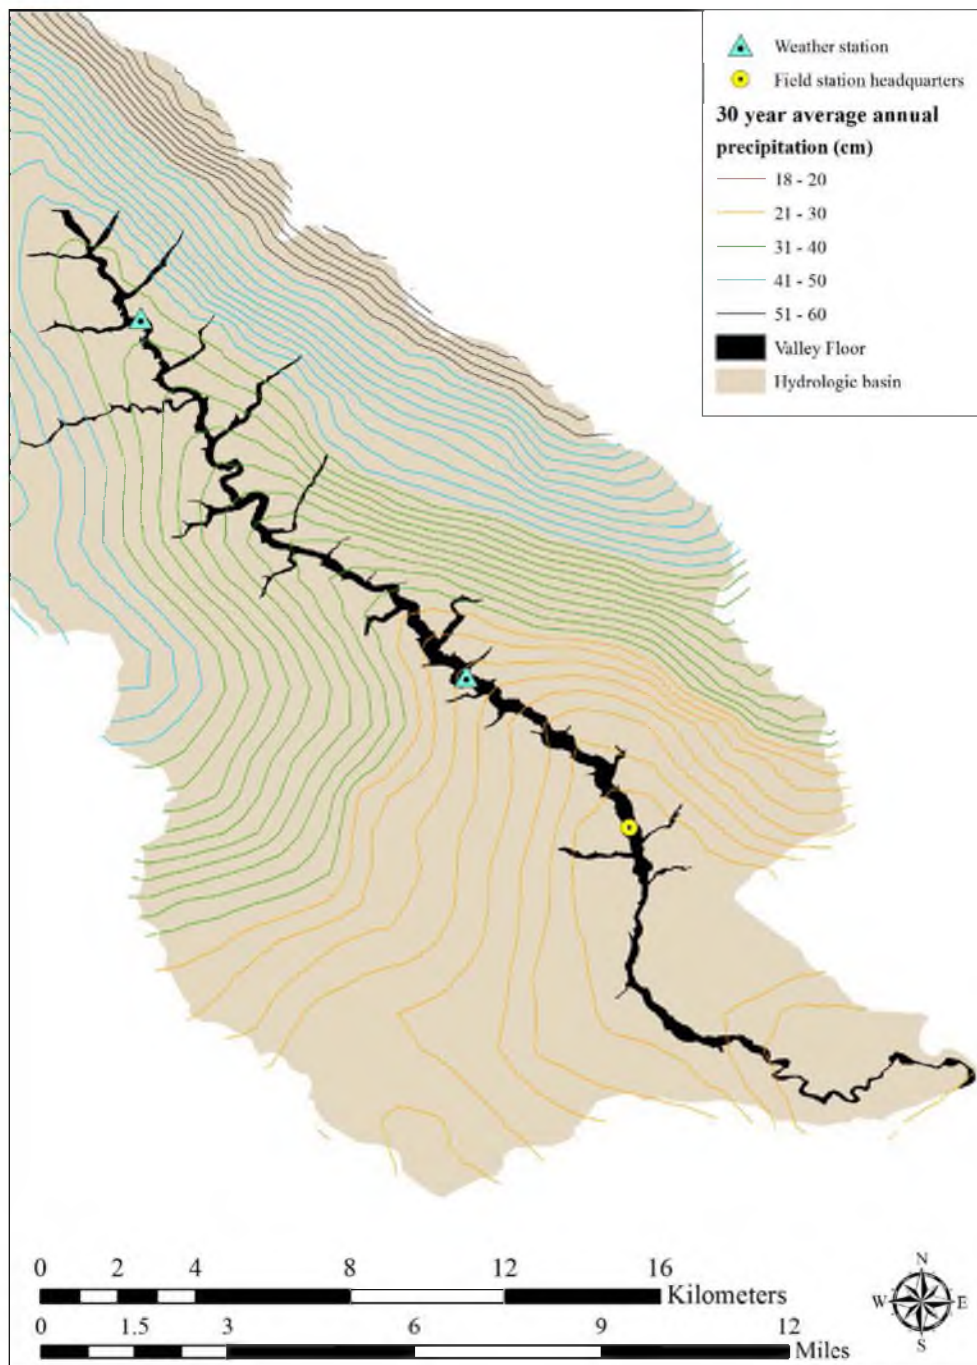 Weather station
Field station headquarters
30 year average annual
precipitation (cm)
18 - 20
21 - 30
31 - 40
41 - 50
51 - 60
Valley Floor
Hydrologic basin
0 2 4 8 12 16
Kilometers
0 1.5 3 6 9 12
Miles
N
W E
S